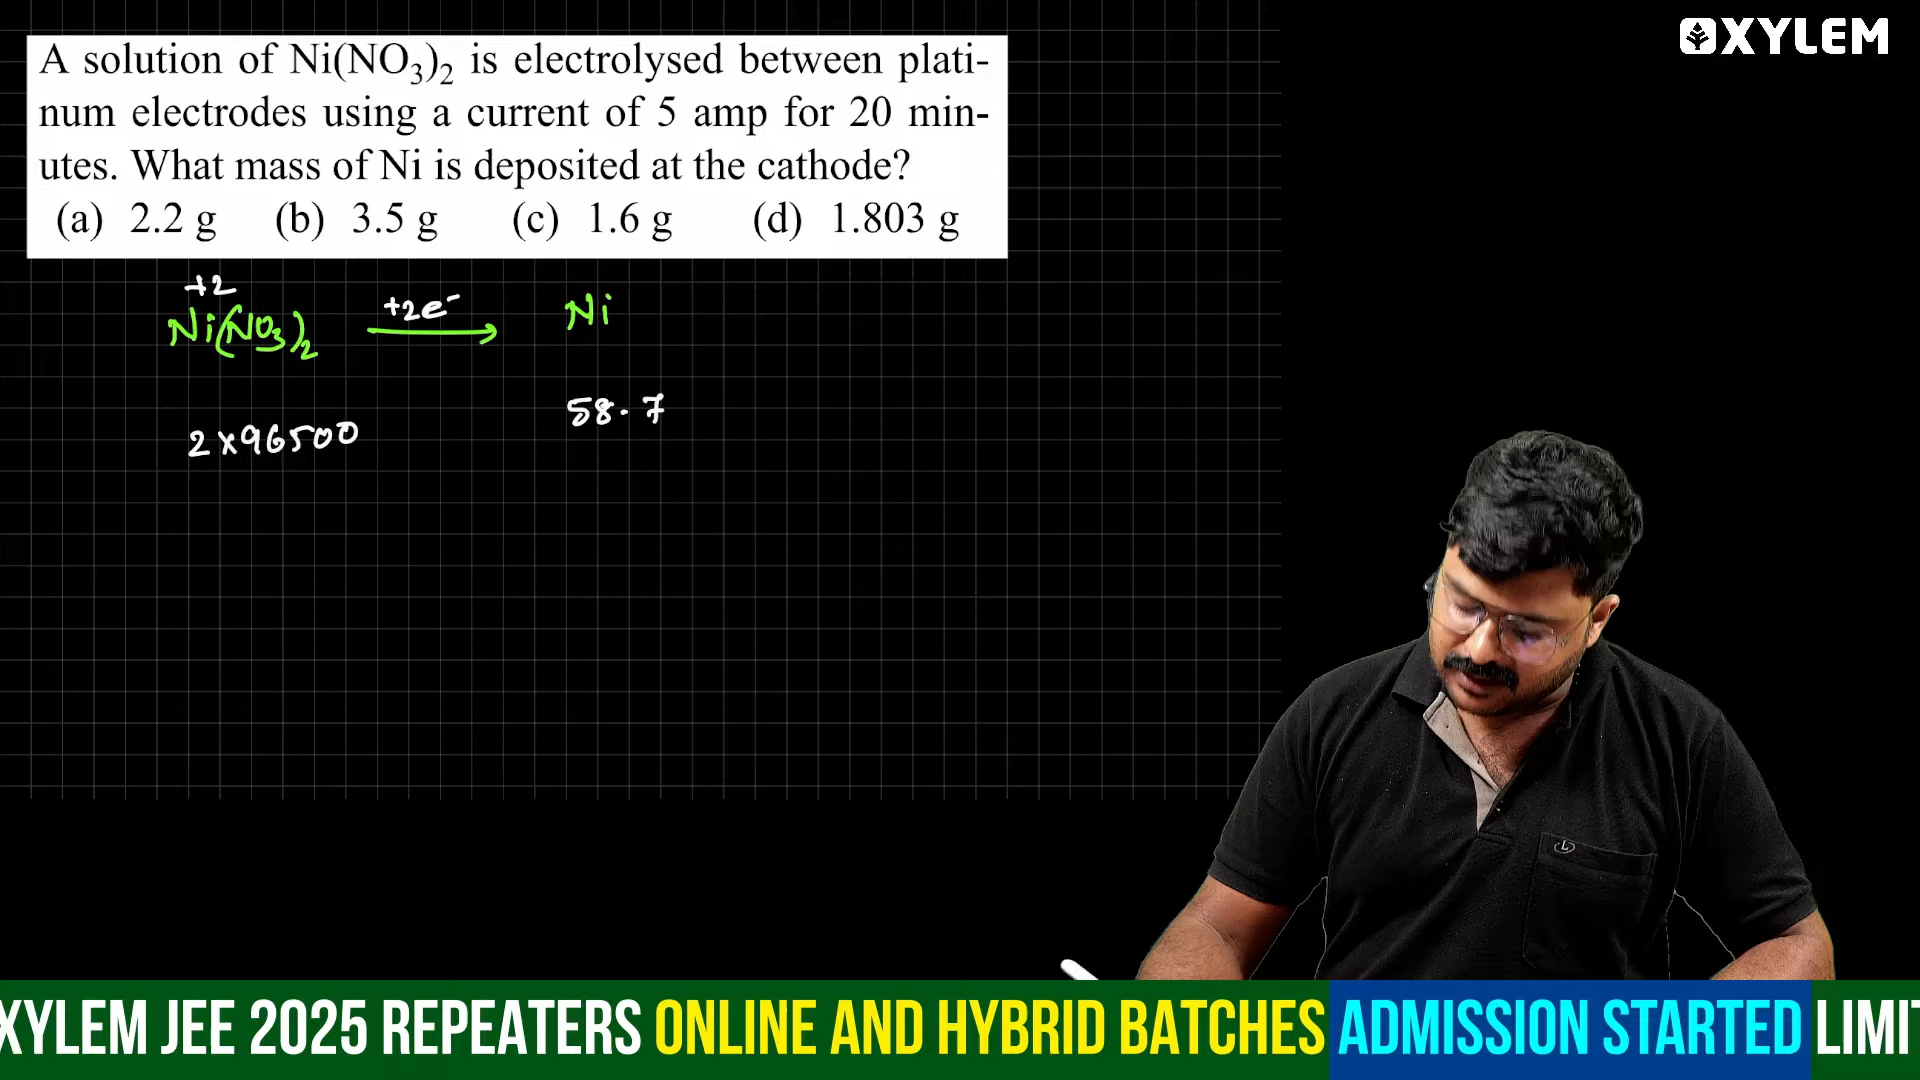 XYLEM
A solution of Ni(NO₃)₂ is electrolysed between plati-
num electrodes using a current of 5 amp for 20 min-
utes. What mass of Ni is deposited at the cathode?
(a) 2.2 g (b) 3.5 g (c) 1.6 g (d) 1.803 g
+2
Ni(NO₃)₂ +2e⁻ → Ni
2×96500 58.7
XYLEM JEE 2025 REPEATERS ONLINE AND HYBRID BATCHES ADMISSION STARTED LIMIT